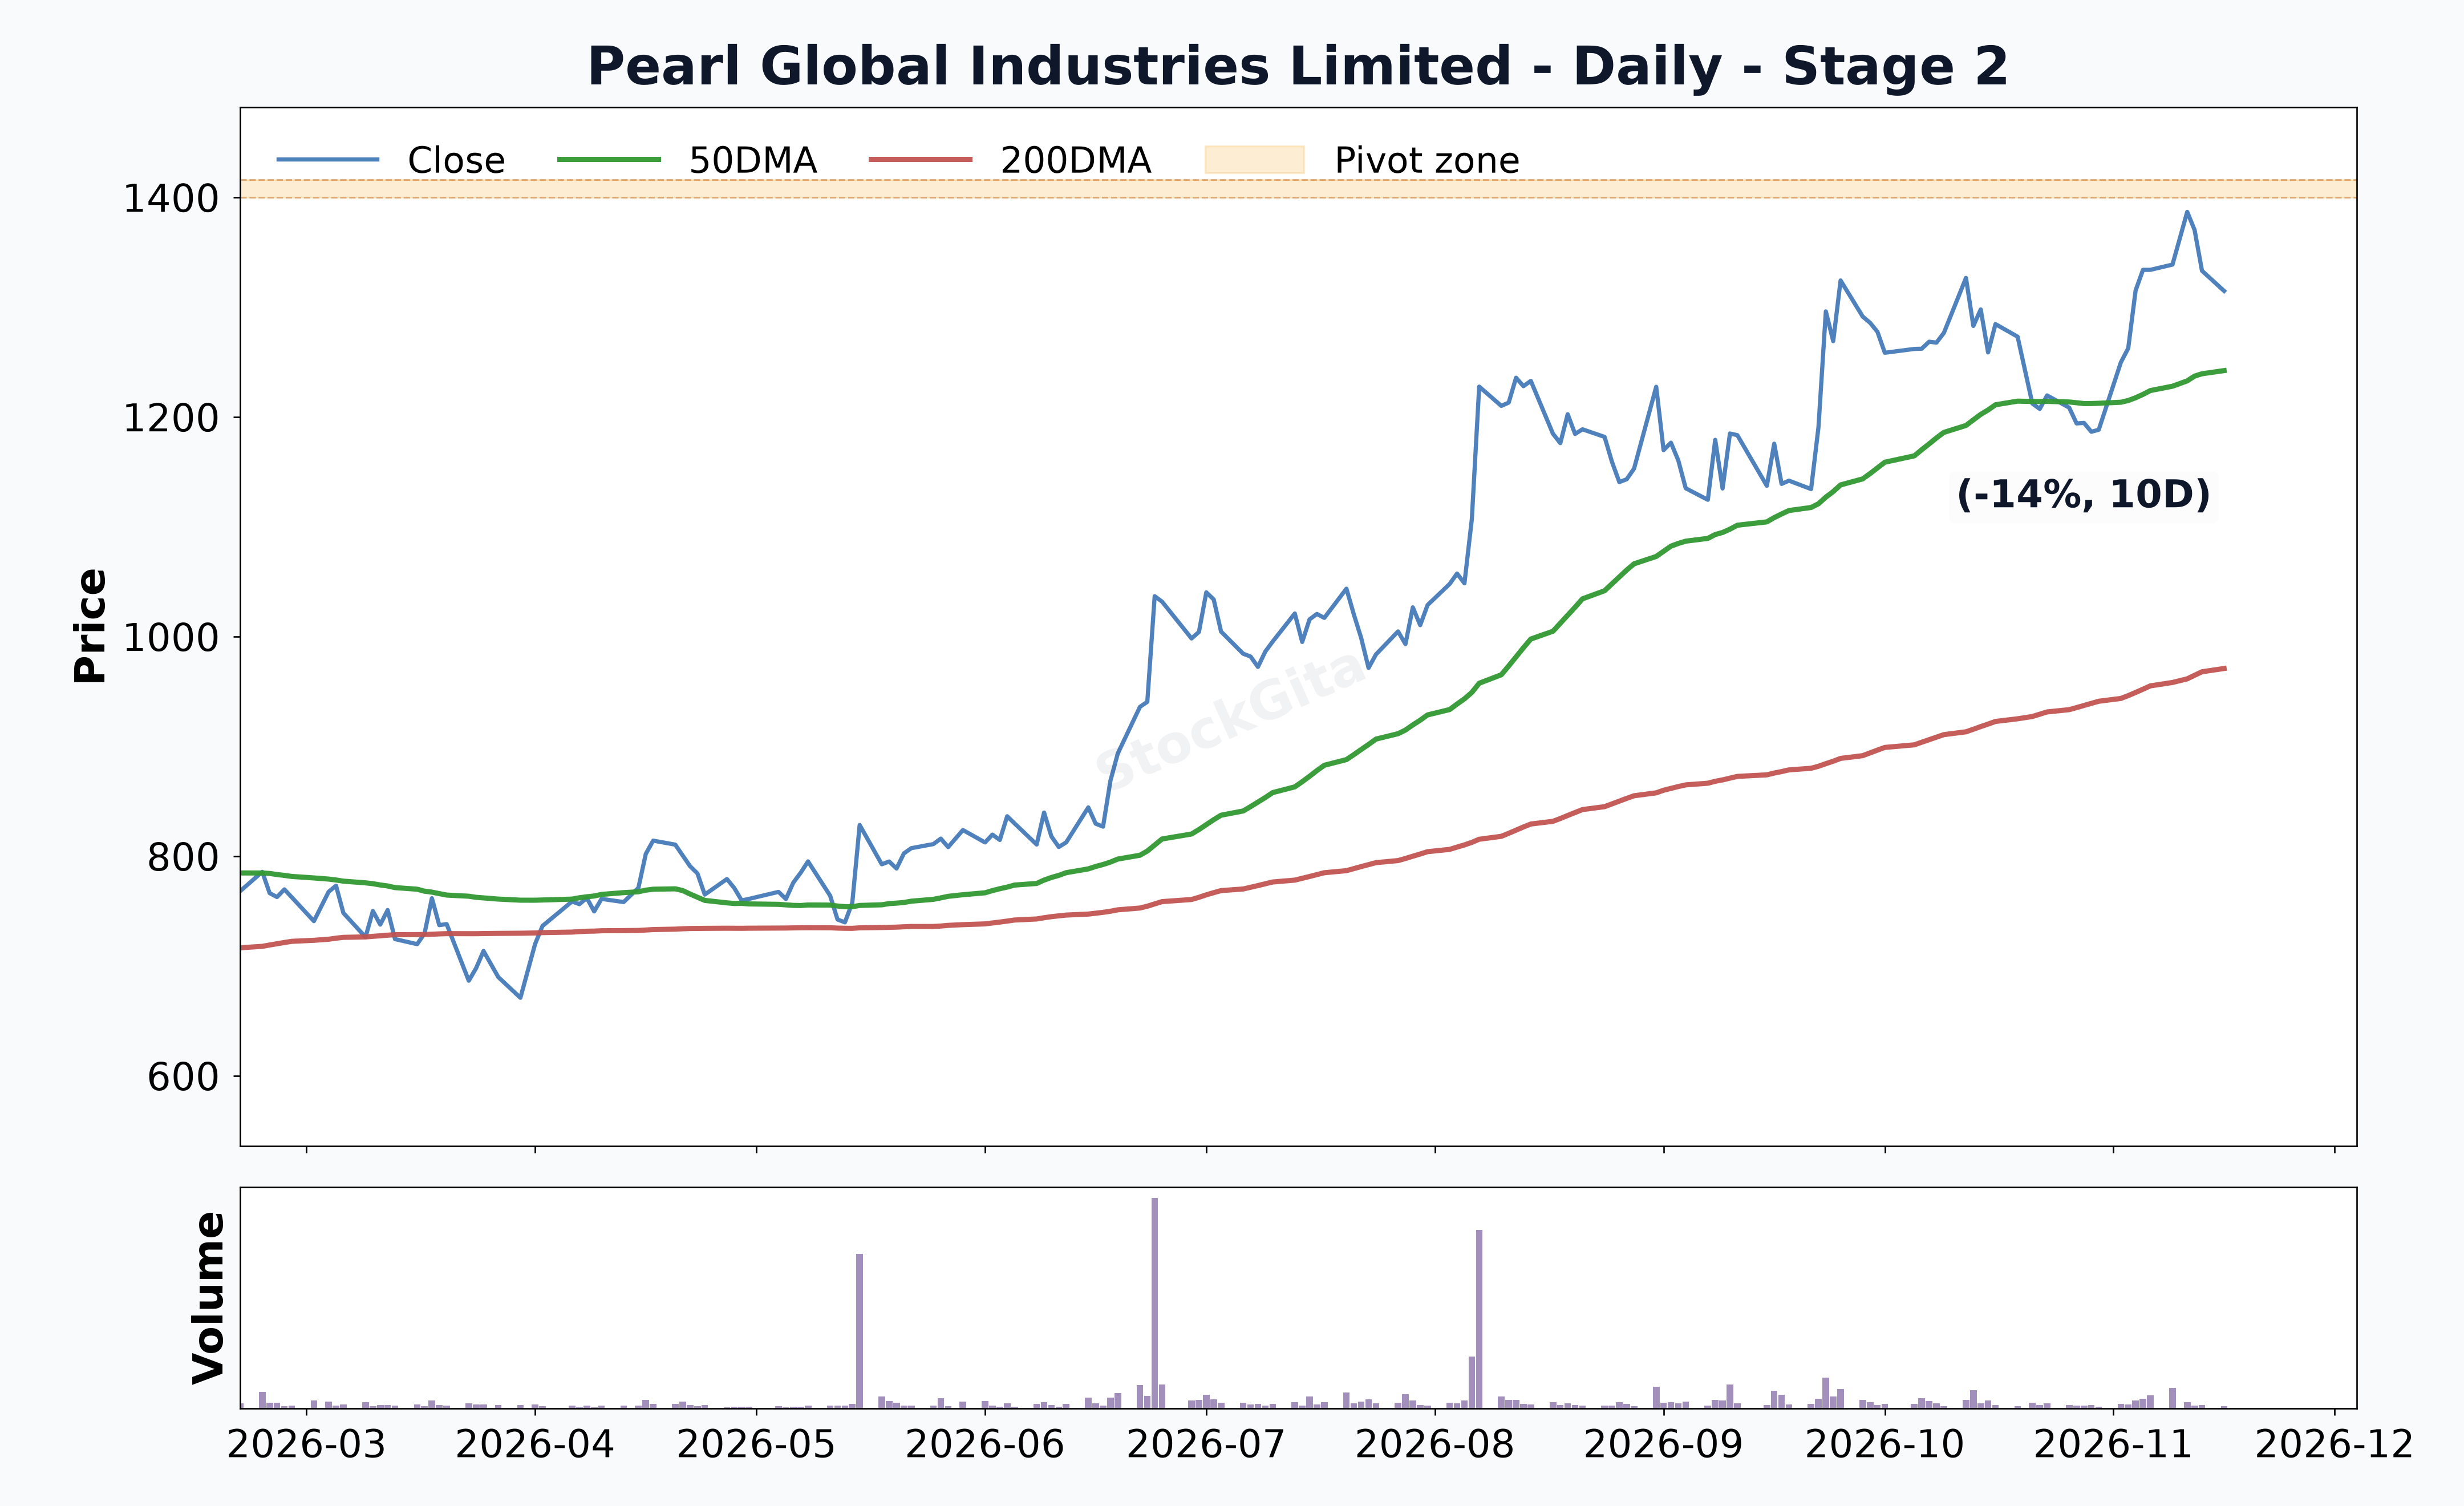 Pearl Global Industries Limited - Daily - Stage 2
Close 50DMA 200DMA Pivot zone
1400
1200
1000
800
600
Price
(-14%, 10D)
StockGita
Volume
2026-03 2026-04 2026-05 2026-06 2026-07 2026-08 2026-09 2026-10 2026-11 2026-12